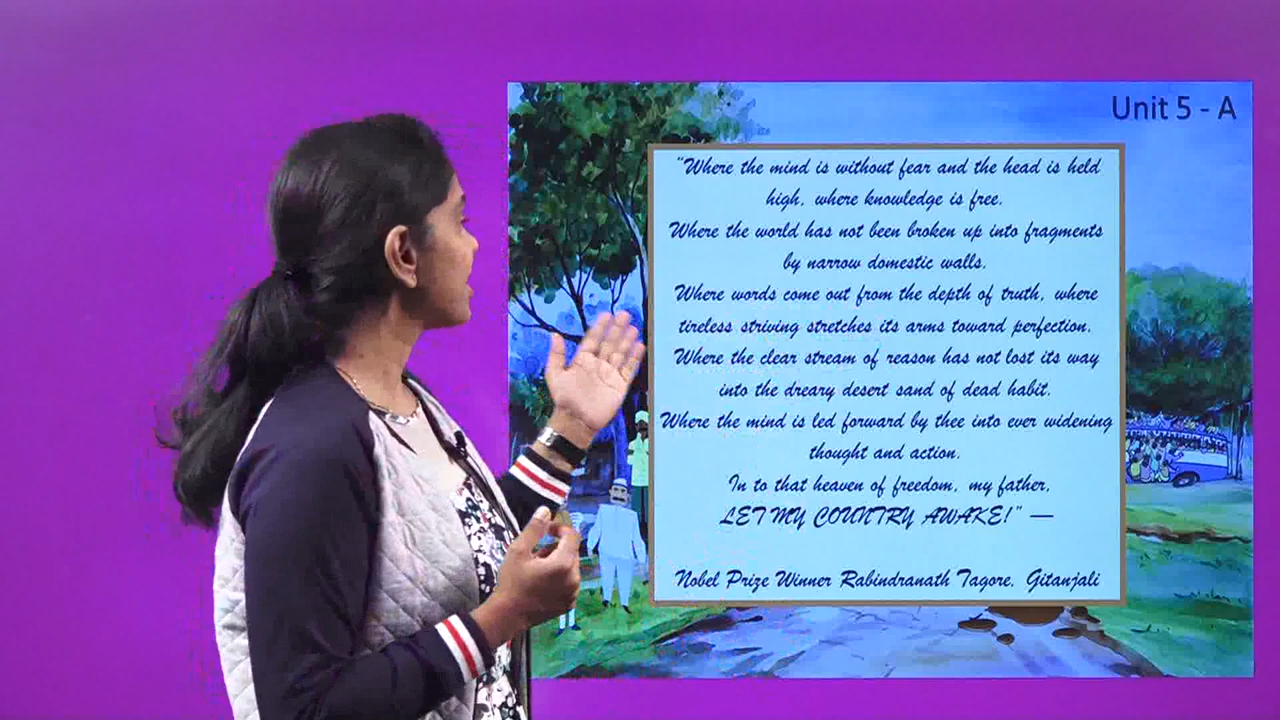 Unit 5 - A
"Where the mind is without fear and the head is held
high, where knowledge is free.
Where the world has not been broken up into fragments
by narrow domestic walls.
Where words come out from the depth of truth, where
tireless striving stretches its arms toward perfection.
Where the clear stream of reason has not lost its way
into the dreary desert sand of dead habit.
Where the mind is led forward by thee into ever widening
thought and action.
In to that heaven of freedom, my father,
LET MY COUNTRY AWAKE!" —
Nobel Prize Winner Rabindranath Tagore, Gitanjali